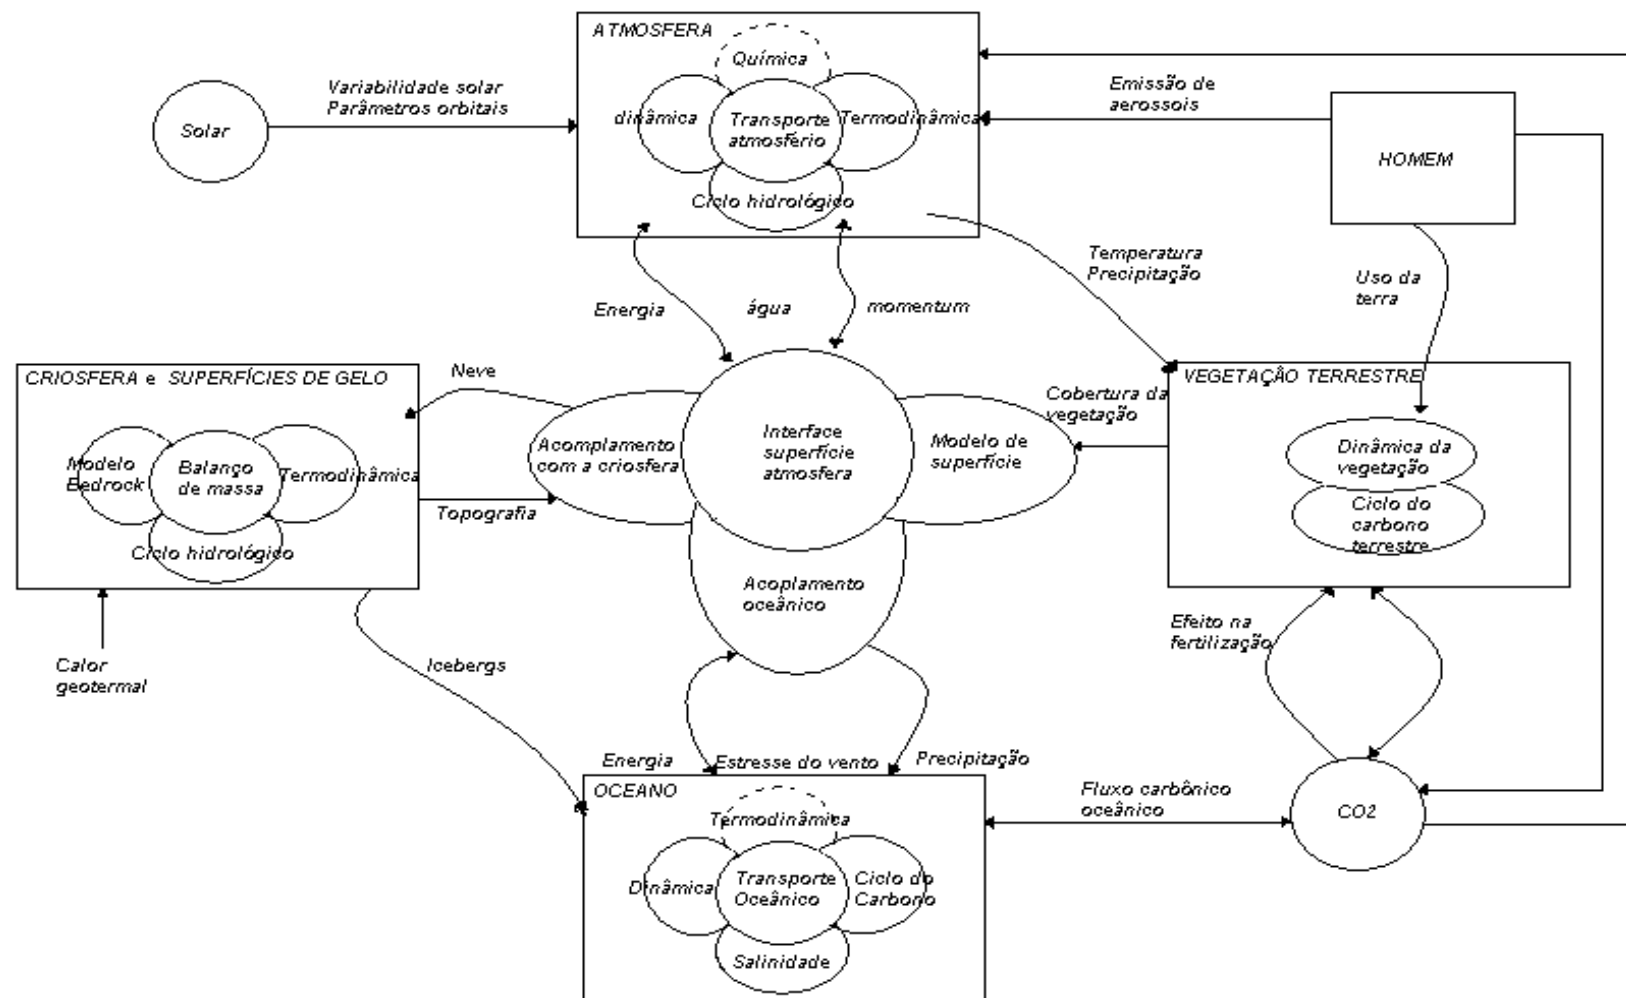 ATMOSFERA
Química
dinâmica
Transporte
atmosfério
Termodinâmica
Ciclo hidrológico
Solar
Variabilidade solar
Parâmetros orbitais
Emissão de
aerossois
HOMEM
Temperatura
Precipitação
Uso da
terra
Energia
água
momentum
CRIOSFERA e SUPERFÍCIES DE GELO
Neve
Modelo
Bedrock
Balanço
de massa
Termodinâmica
Ciclo hidrológico
Topografia
Acomplamento
com a criosfera
Interface
superfície
atmosfera
Modelo de
superfície
Cobertura da
vegetação
VEGETAÇÂO TERRESTRE
Dinâmica da
vegetação
Ciclo do
carbono
terrestre
Acoplamento
oceânico
Calor
geotermal
Icebergs
Efeito na
fertilização
Energia
Estresse do vento
Precipitação
OCEANO
Termodinâmica
Dinâmica
Transporte
Oceânico
Ciclo do
Carbono
Salinidade
Fluxo carbônico
oceânico
CO2